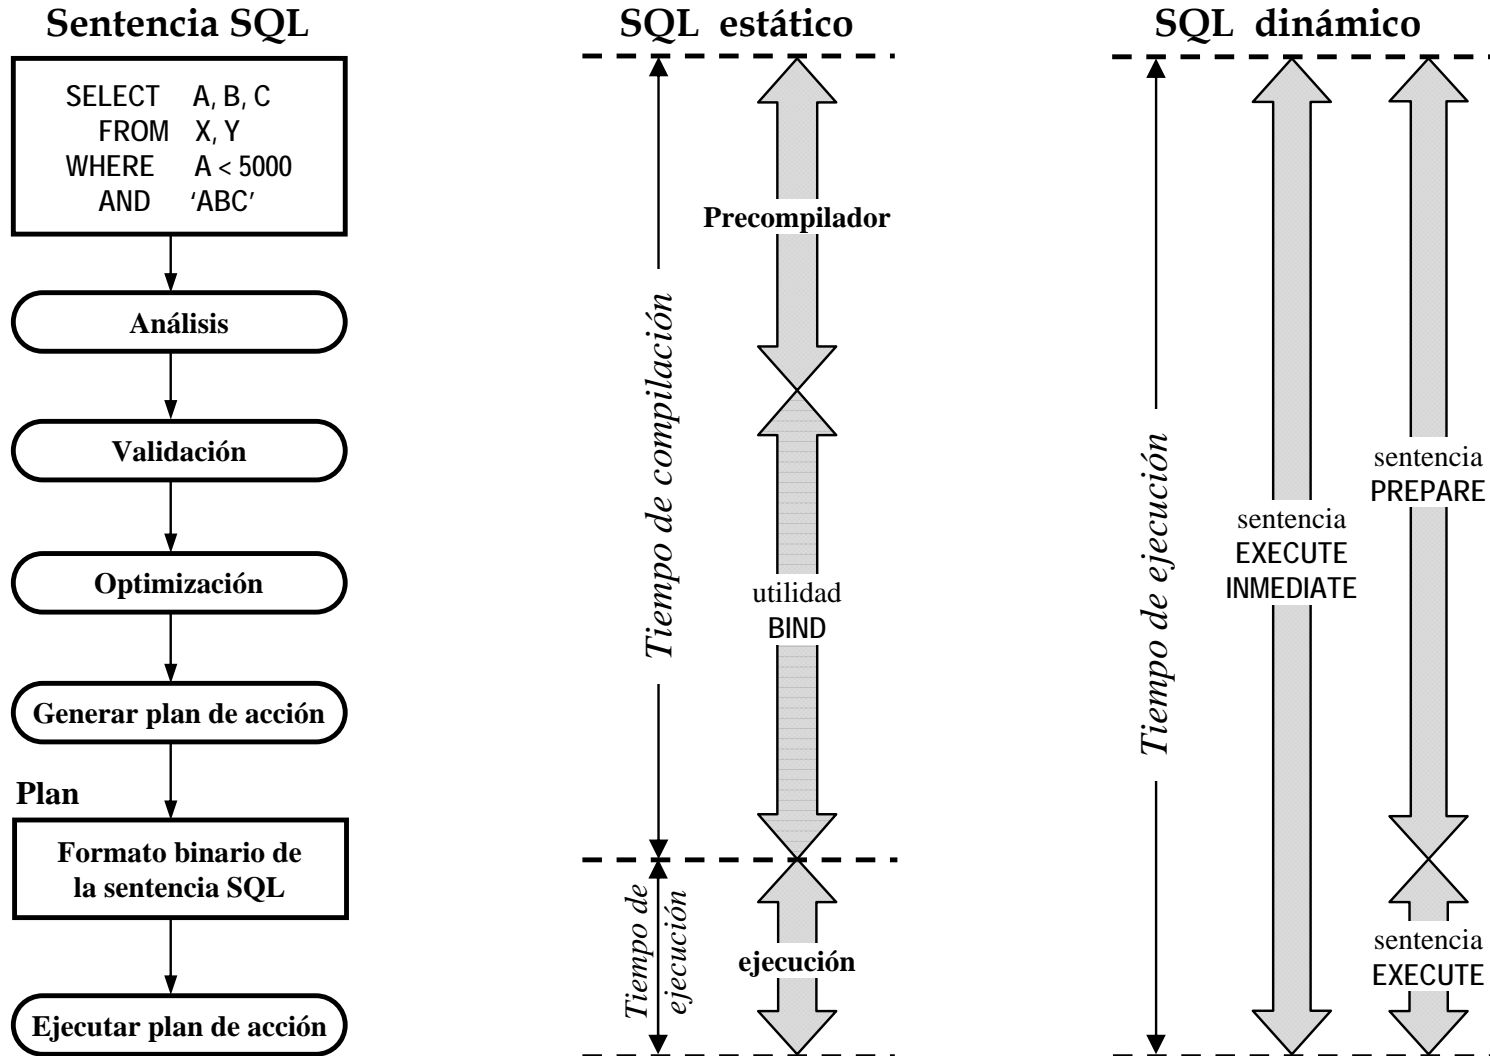 Sentencia SQL
SELECT A, B, C
FROM X, Y
WHERE A < 5000
AND ‘ABC’
Análisis
Validación
Optimización
Generar plan de acción
Plan
Formato binario de
la sentencia SQL
Ejecutar plan de acción
SQL estático
Tiempo de compilación
Precompilador
utilidad
BIND
Tiempo de
ejecución
ejecución
SQL dinámico
Tiempo de ejecución
sentencia
EXECUTE
INMEDIATE
sentencia
PREPARE
sentencia
EXECUTE